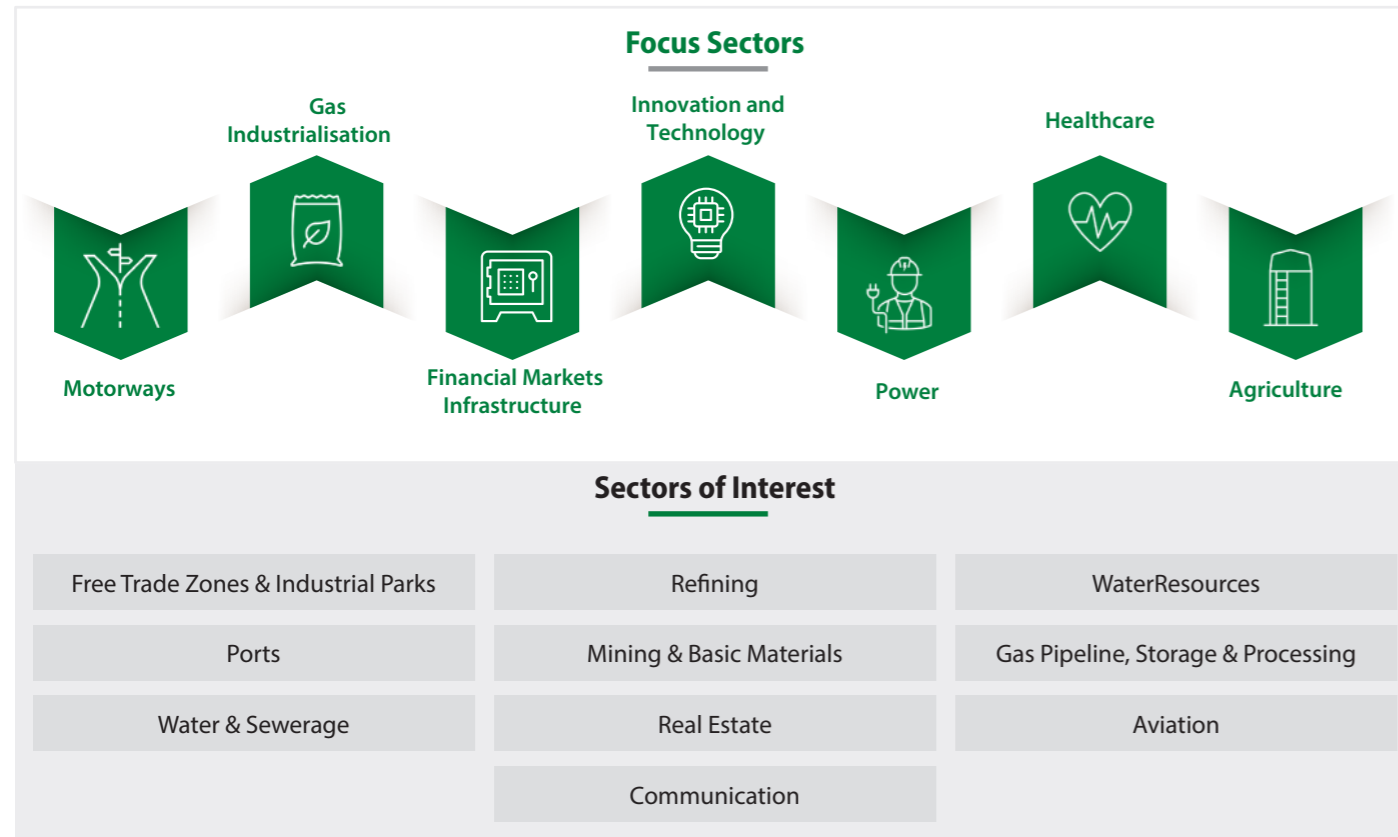 Focus Sectors
Gas
Industrialisation
Innovation and
Technology
Healthcare
Motorways
Financial Markets
Infrastructure
Power
Agriculture
Sectors of Interest
Free Trade Zones & Industrial Parks
Refining
WaterResources
Ports
Mining & Basic Materials
Gas Pipeline, Storage & Processing
Water & Sewerage
Real Estate
Aviation
Communication